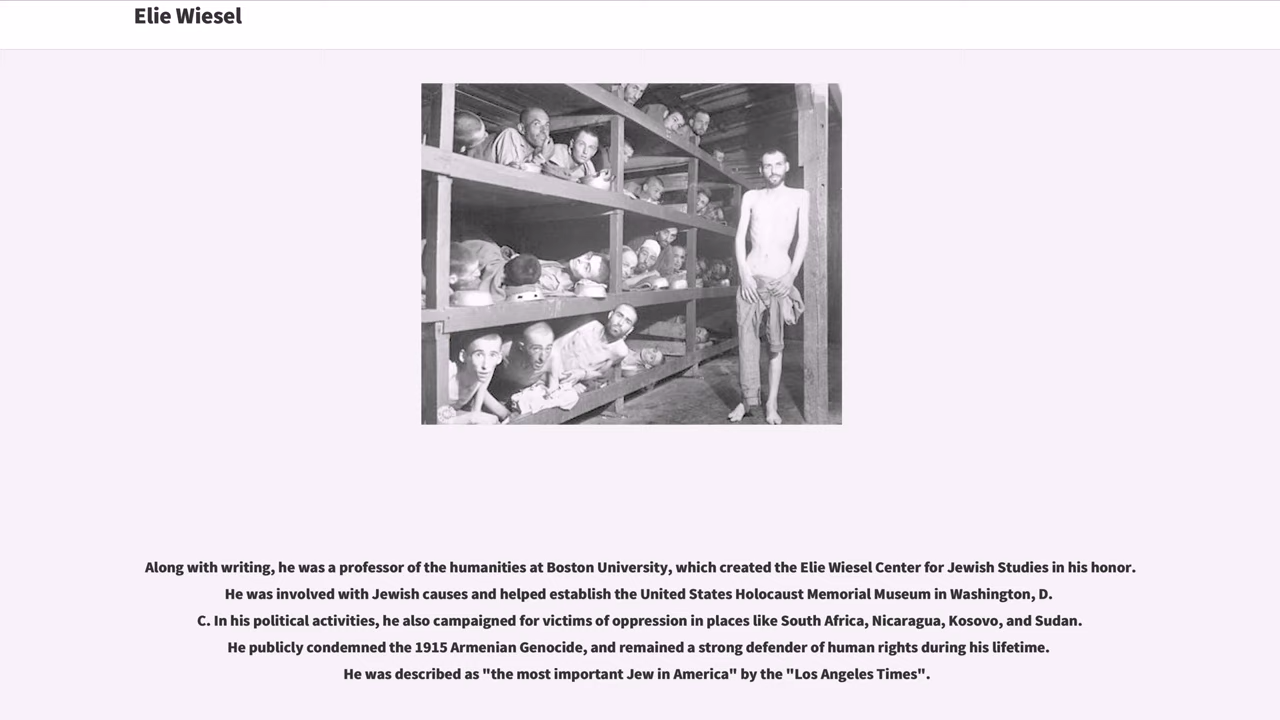 Elie Wiesel
Along with writing, he was a professor of the humanities at Boston University, which created the Elie Wiesel Center for Jewish Studies in his honor.
He was involved with Jewish causes and helped establish the United States Holocaust Memorial Museum in Washington, D.
C. In his political activities, he also campaigned for victims of oppression in places like South Africa, Nicaragua, Kosovo, and Sudan.
He publicly condemned the 1915 Armenian Genocide, and remained a strong defender of human rights during his lifetime.
He was described as "the most important Jew in America" by the "Los Angeles Times".